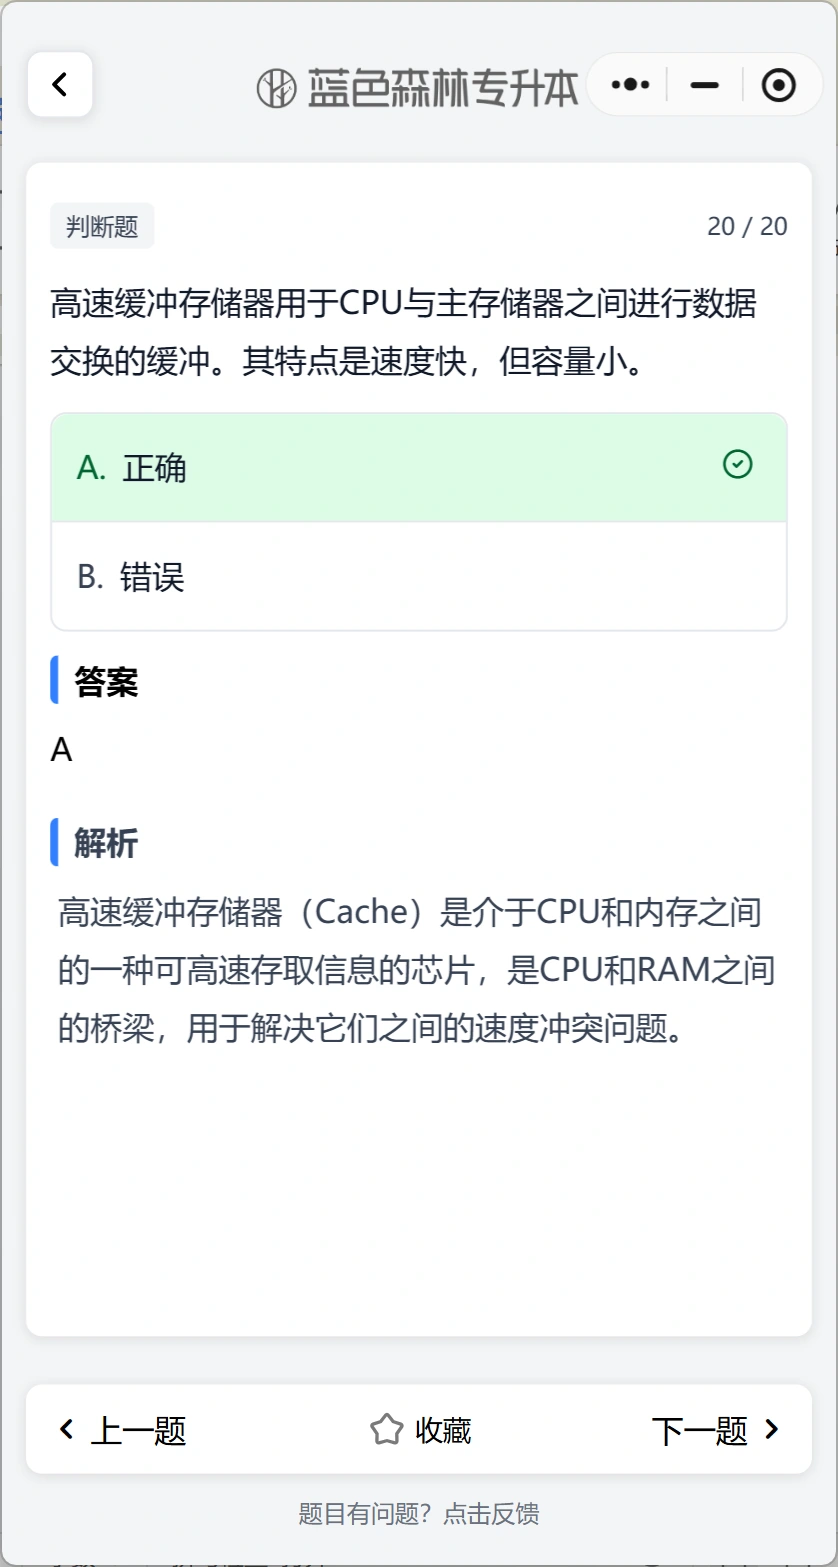 蓝色森林专升本
判断题
20 / 20
高速缓冲存储器用于CPU与主存储器之间进行数据
交换的缓冲。其特点是速度快，但容量小。
A. 正确
B. 错误
答案
A
解析
高速缓冲存储器（Cache）是介于CPU和内存之间
的一种可高速存取信息的芯片，是CPU和RAM之间
的桥梁，用于解决它们之间的速度冲突问题。
上一题
收藏
下一题
题目有问题？点击反馈